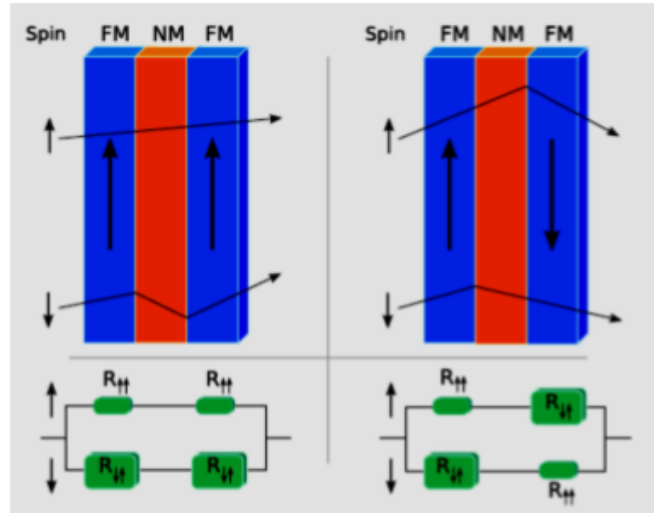 Spin FM NM FM
Spin FM NM FM
R↑↑ R↑↑
R↓↑ R↓↑
R↑↑ R↓↑
R↓↑ R↑↑